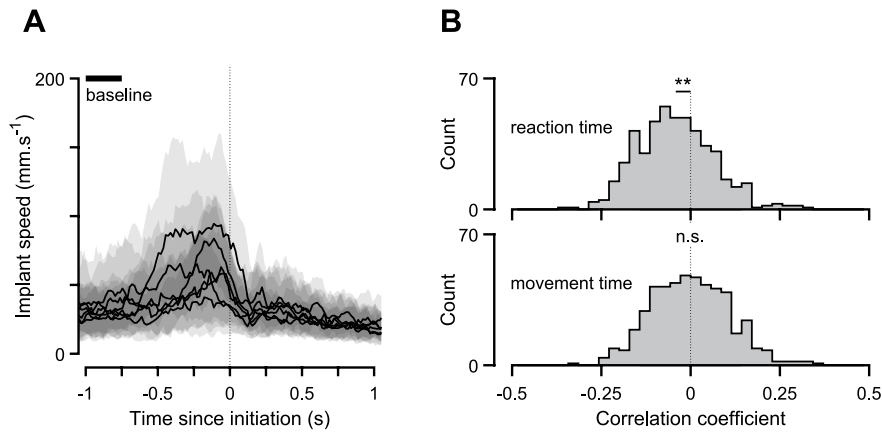 A
200
baseline
Implant speed (mm.s⁻¹)
0
-1 -0.5 0 0.5 1
Time since initiation (s)
B
70
**
reaction time
Count
0
70
n.s.
movement time
Count
0
-0.5 -0.25 0 0.25 0.5
Correlation coefficient